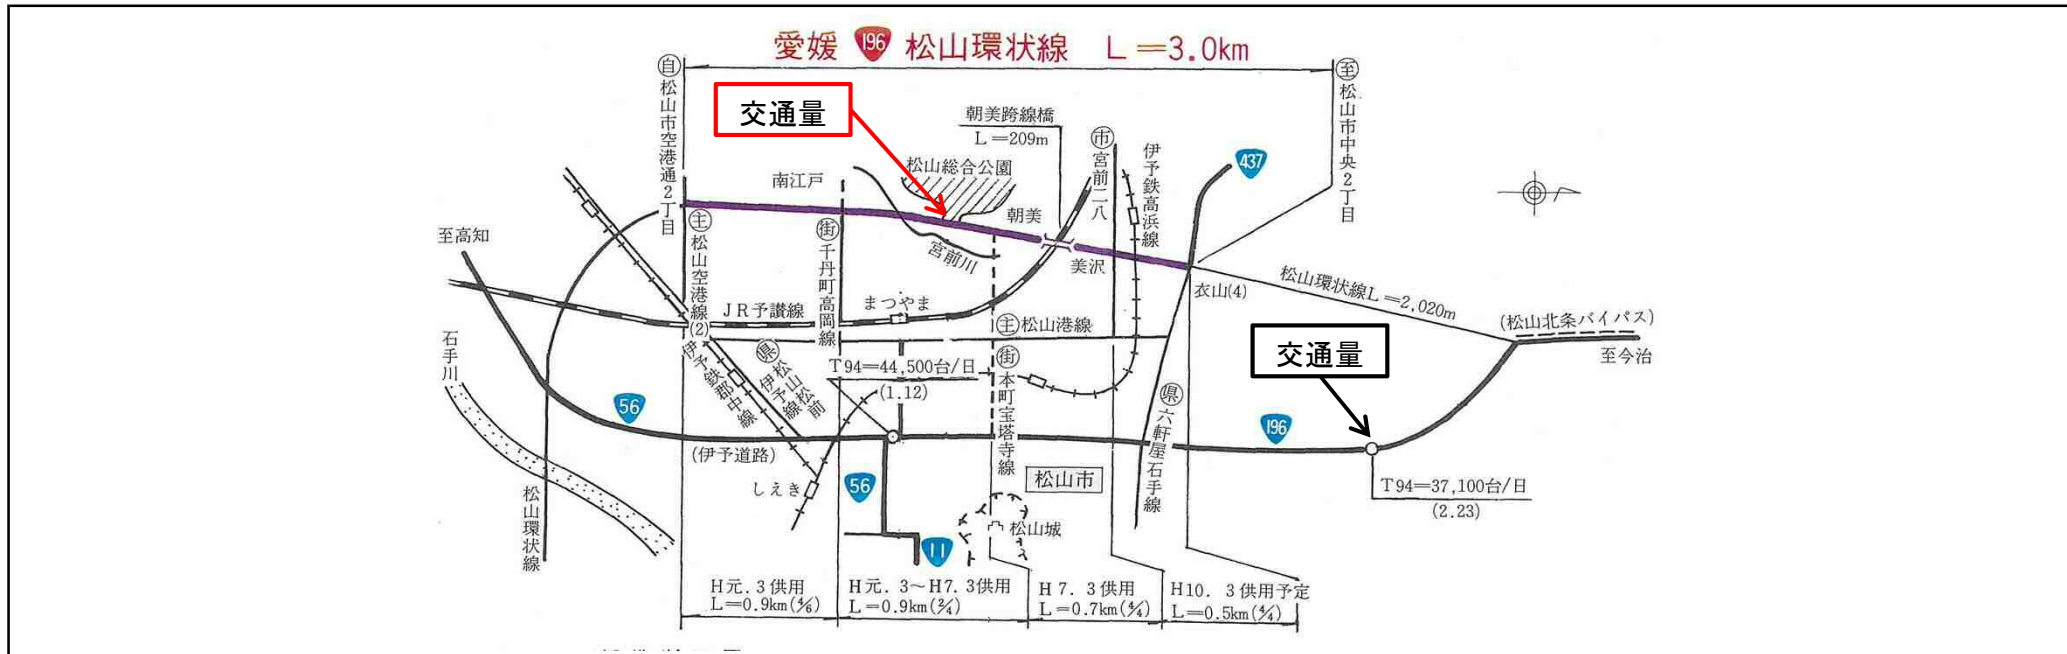 愛媛 196 松山環状線 L=3.0km
自 松山市空港通2丁目
至 松山市中央2丁目
交通量
朝美跨線橋
L=209m
市 宮前二八
伊予鉄高浜線
437
松山総合公園
南江戸
朝美
宮前川
美沢
至高知
主 松山空港線
(2)
街 千舟町高岡線
JR予讃線
まつやま
主 松山港線
衣山(4)
松山環状線L=2,020m
(松山北条バイパス)
至今治
交通量
石手川
伊予鉄郡中線
県 伊予松山線
松前
T94=44,500台/日
(1.12)
街 本町宝塔寺線
県 六軒屋石手線
56
(伊予道路)
196
しえき
56
松山市
T94=37,100台/日
(2.23)
松山環状線
松山城
11
H元.3供用
L=0.9km(4/6)
H元.3~H7.3供用
L=0.9km(2/4)
H7.3供用
L=0.7km(4/4)
H10.3供用予定
L=0.5km(4/4)